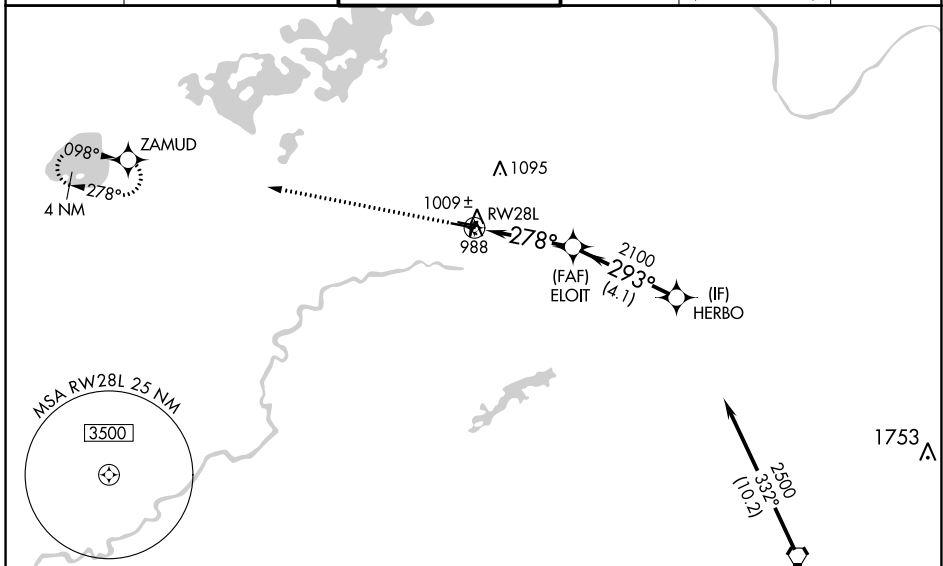 ZAMUD
098°
278°
4 NM
1095
1009 ±
RW28L
988
278°
(FAF)
ELOIT
2100
293°
(4.1)
(IF)
HERBO
MSA RW28L 25 NM
3500
1753
2500
332°
(10.2)